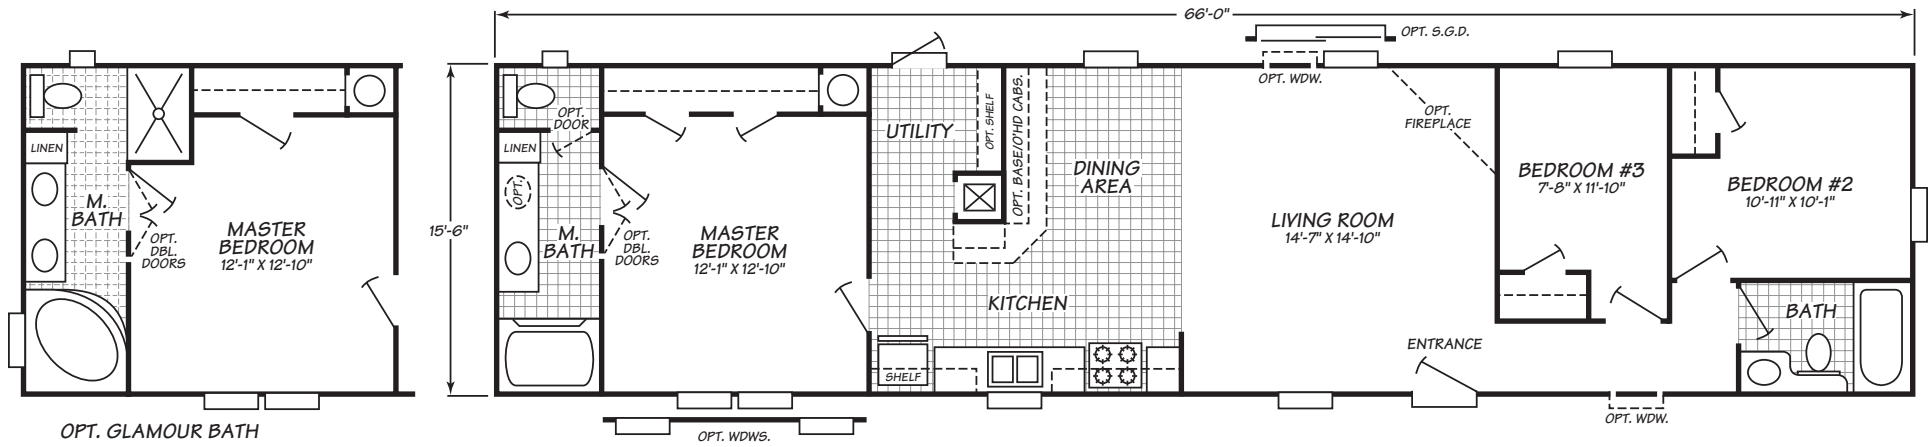 66'-0"
OPT. S.G.D.
OPT. WDW.
LINEN
M.
BATH
OPT.
DBL.
DOORS
MASTER
BEDROOM
12'-1" X 12'-10"
OPT. GLAMOUR BATH
15'-6"
OPT.
DOOR
LINEN
OPT.
M.
BATH
OPT.
DBL.
DOORS
MASTER
BEDROOM
12'-1" X 12'-10"
OPT. WDWS.
UTILITY
OPT. SHELF
OPT. BASE/O'HD CABS.
DINING
AREA
KITCHEN
SHELF
LIVING ROOM
14'-7" X 14'-10"
OPT.
FIREPLACE
ENTRANCE
BEDROOM #3
7'-8" X 11'-10"
BEDROOM #2
10'-11" X 10'-1"
BATH
OPT. WDW.